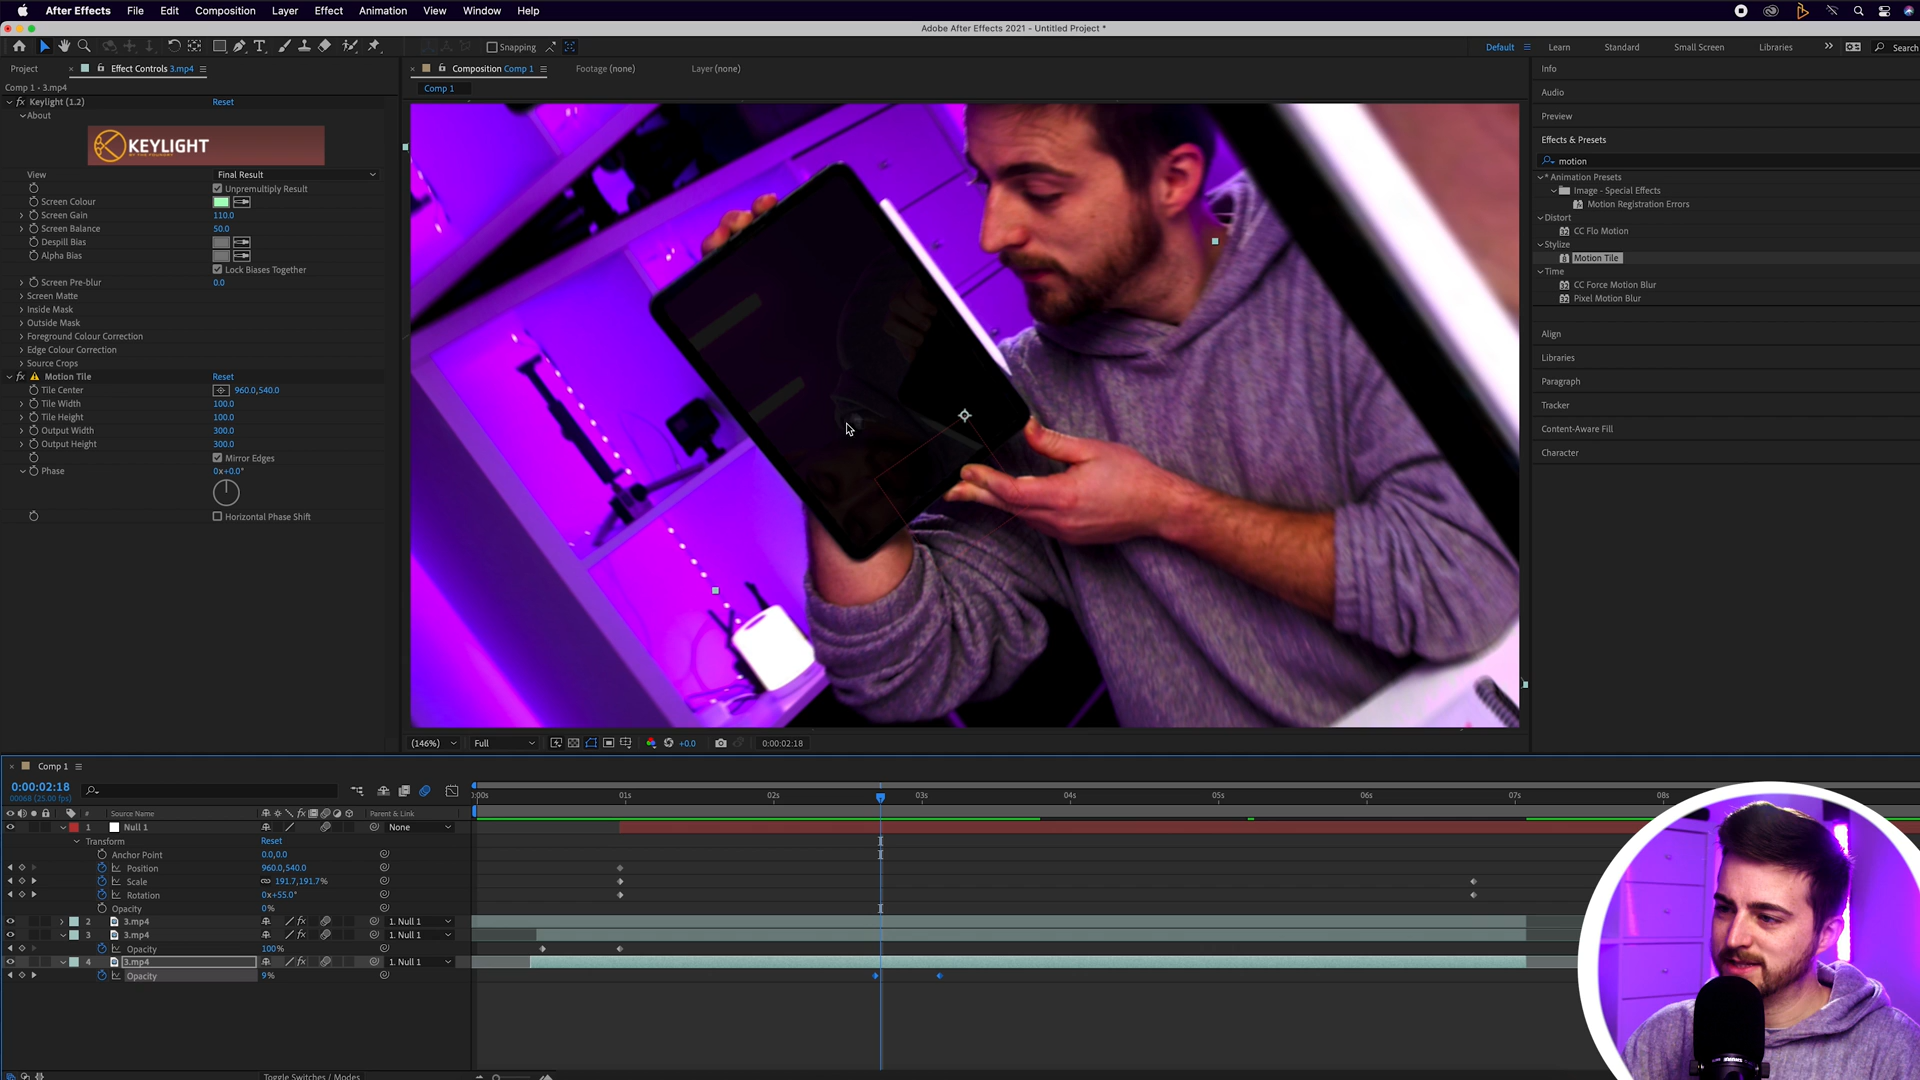 After Effects File Edit Composition Layer Effect Animation View Window Help
Adobe After Effects 2021 - Untitled Project *
Snapping
Default Learn Standard Small Screen Libraries Search
Project Effect Controls 3.mp4
Composition Comp 1 Footage (none) Layer (none)
Comp 1 - 3.mp4
Comp 1
Keylight (1.2) Reset
About
KEYLIGHT
BY THE FOUNDRY
View Final Result
Unpremultiply Result
Screen Colour
Screen Gain 110.0
Screen Balance 50.0
Despill Bias
Alpha Bias
Lock Biases Together
Screen Pre-blur 0.0
Screen Matte
Inside Mask
Outside Mask
Foreground Colour Correction
Edge Colour Correction
Source Crops
Motion Tile Reset
Tile Center 960.0,540.0
Tile Width 100.0
Tile Height 100.0
Output Width 300.0
Output Height 300.0
Mirror Edges
Phase 0x+0.0°
Horizontal Phase Shift
Info
Audio
Preview
Effects & Presets
motion
* Animation Presets
Image - Special Effects
Motion Registration Errors
Distort
CC Flo Motion
Stylize
Motion Tile
Time
CC Force Motion Blur
Pixel Motion Blur
Align
Libraries
Paragraph
Tracker
Content-Aware Fill
Character
(146%) Full +0.0 0:00:02:18
Comp 1
0:00:02:18
00068 (25.00 fps)
:00s 01s 02s 03s 04s 05s 06s 07s 08s
# Source Name Parent & Link
1 Null 1 None
Transform Reset
Anchor Point 0.0,0.0
Position 960.0,540.0
Scale 191.7,191.7%
Rotation 0x+55.0°
Opacity 0%
2 3.mp4 1. Null 1
3 3.mp4 1. Null 1
Opacity 100%
4 3.mp4 1. Null 1
Opacity 9%
Toggle Switches / Modes